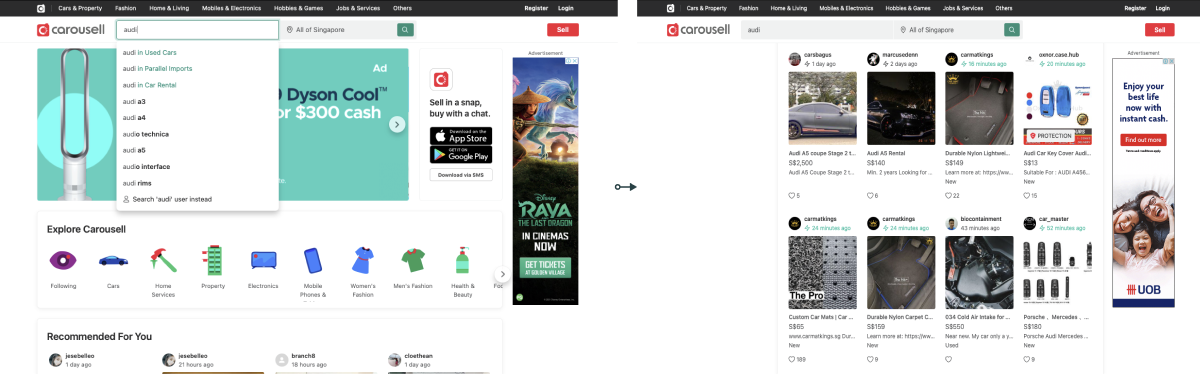 Cars & Property Fashion Home & Living Mobiles & Electronics Hobbies & Games Jobs & Services Others Register Login
carousell
audi
All of Singapore
Sell
audi in Used Cars
audi in Parallel Imports
audi in Car Rental
audi a3
audi a4
audio technica
audi a5
audio interface
audi rims
Search 'audi' user instead
Ad
Dyson Cool™
r $300 cash
Sell in a snap,
buy with a chat.
Download on the
App Store
GET IT ON
Google Play
Download via SMS
Advertisement
Disney
RAYA
AND THE LAST DRAGON
IN CINEMAS
NOW
GET TICKETS
AT GOLDEN VILLAGE
Explore Carousell
Following
Cars
Home
Services
Property
Electronics
Mobile
Phones &
Women's
Fashion
Men's Fashion
Health &
Beauty
Recommended For You
jesebelleo
1 day ago
jesebelleo
21 hours ago
branch8
18 hours ago
cloethean
1 day ago
Cars & Property Fashion Home & Living Mobiles & Electronics Hobbies & Games Jobs & Services Others Register Login
carousell
audi
All of Singapore
Sell
carsbagus
1 day ago
marcusedenn
2 days ago
carmatkings
16 minutes ago
oxnor.case.hub
20 minutes ago
PROTECTION
Audi A5 coupe Stage 2 t...
S$2,500
Audi A5 Coupe Stage 2 t...
5
Audi A5 Rental
S$140
Min. 2 years Looking for ...
6
Durable Nylon Lightwei...
S$149
Learn more at: https://ww...
New
22
Audi Car Key Cover Audi...
S$13
Suitable For : AUDI A456...
New
15
carmatkings
24 minutes ago
carmatkings
24 minutes ago
biocontainment
43 minutes ago
car_master
52 minutes ago
The Pro
Custom Car Mats | Car ...
S$65
www.carmatkings.sg Dur...
New
189
Durable Nylon Carpet C...
S$159
Learn more at: https://ww...
New
9
034 Cold Air Intake for ...
S$550
Near new. My car only a y...
Used
Porsche 、Mercedes 、...
S$180
Porsche Audi Mercedes ...
New
9
Advertisement
Enjoy your
best life
now with
instant cash.
Find out more
Terms and conditions apply.
UOB